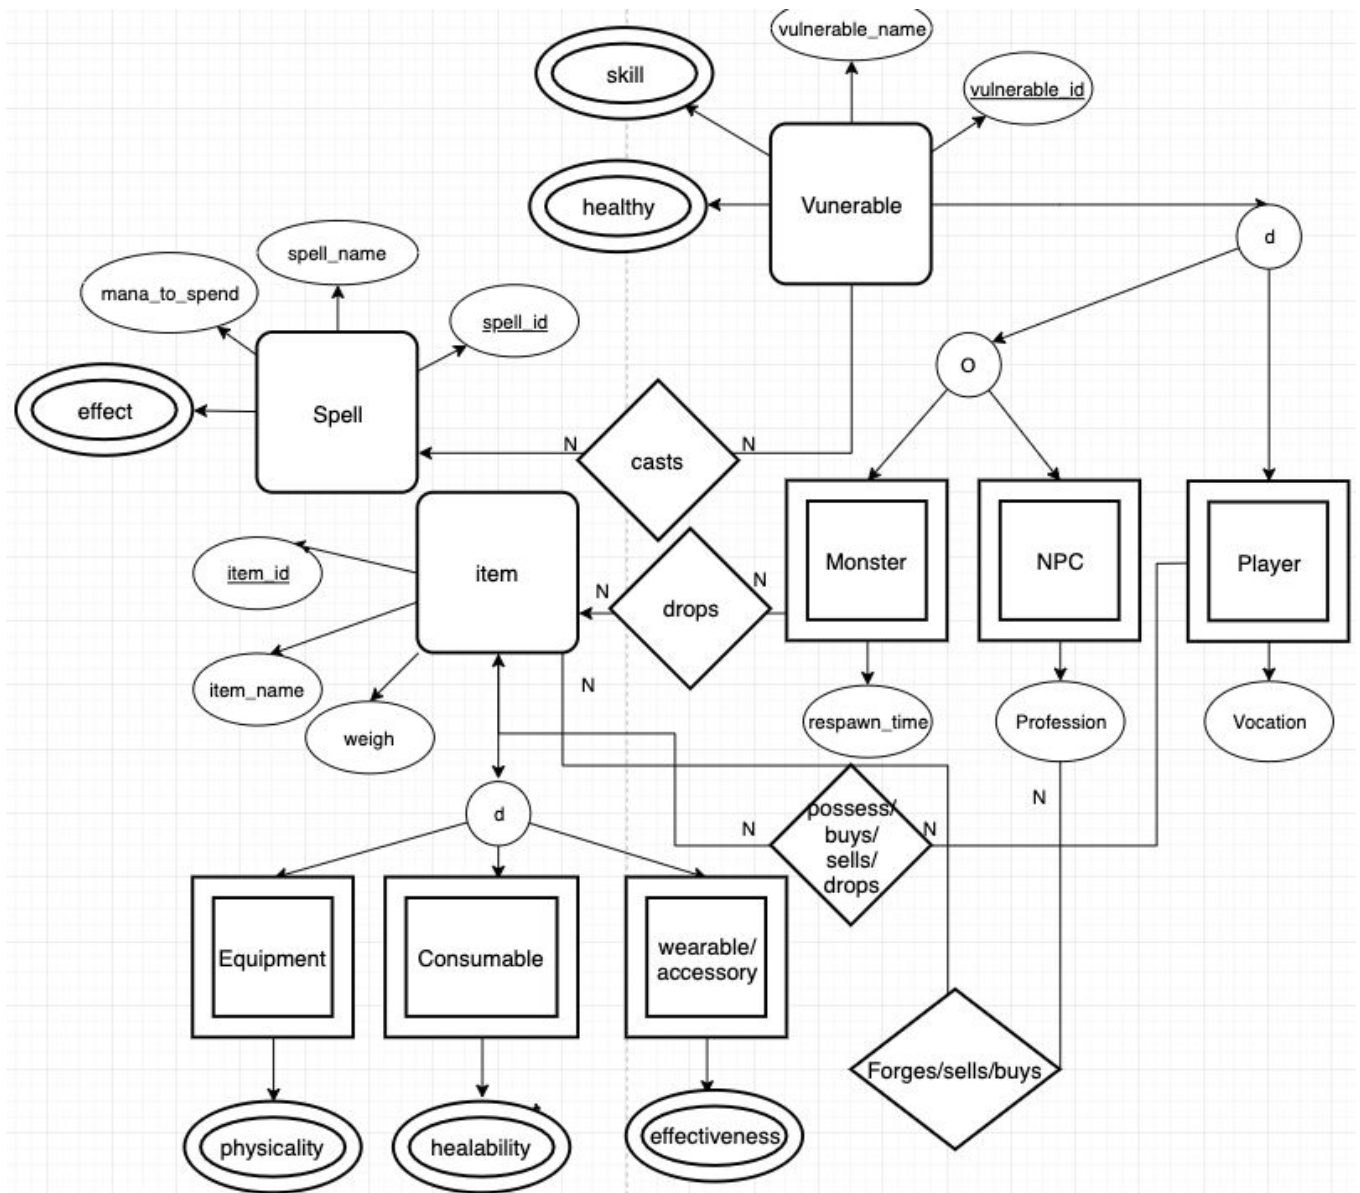 vulnerable_name
skill
vulnerable_id
healthy
Vunerable
d
spell_name
mana_to_spend
spell_id
effect
Spell
O
N
N
casts
item_id
item
N
N
drops
Monster
NPC
Player
item_name
weigh
N
respawn_time
Profession
Vocation
d
N
N
possess/
buys/
sells/
drops
N
Equipment
Consumable
wearable/
accessory
Forges/sells/buys
physicality
healability
effectiveness